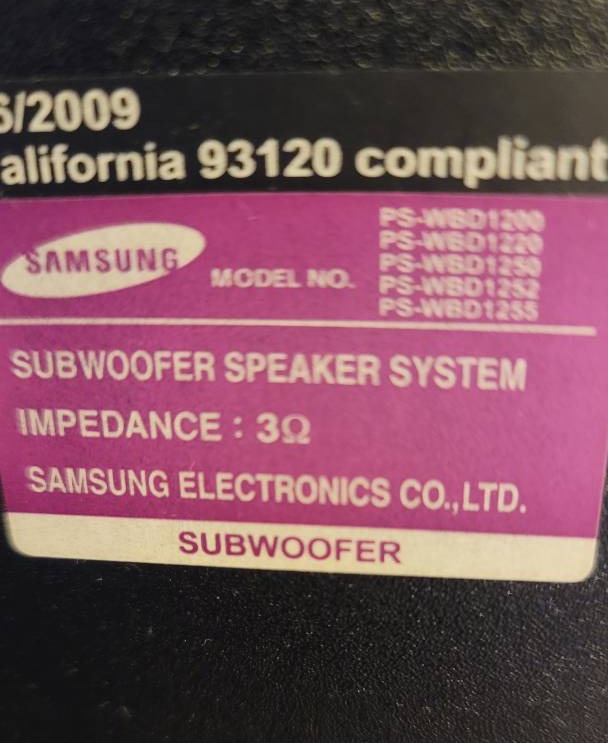 6/2009
alifornia 93120 compliant
SAMSUNG
MODEL NO.
PS-WBD1200
PS-WBD1220
PS-WBD1250
PS-WBD1252
PS-WBD1255
SUBWOOFER SPEAKER SYSTEM
IMPEDANCE : 3Ω
SAMSUNG ELECTRONICS CO.,LTD.
SUBWOOFER